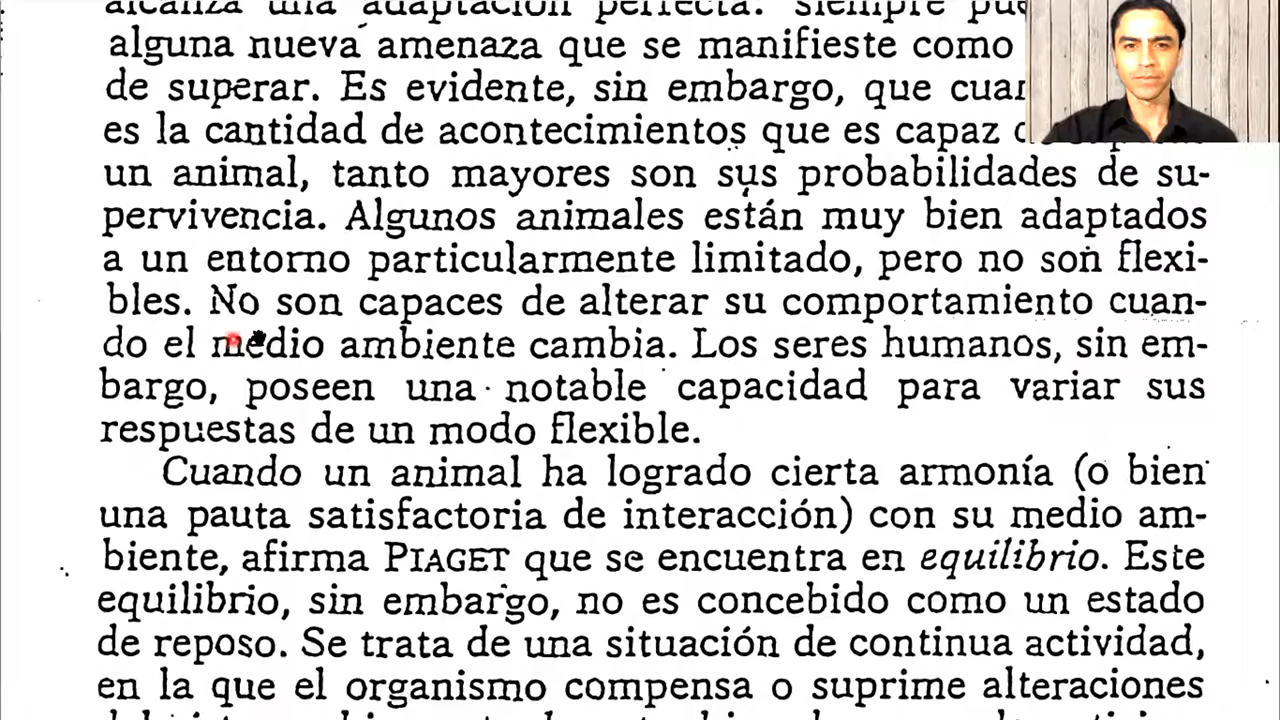 alcanza una adaptación perfecta: siempre
alguna nueva amenaza que se manifieste como
de superar. Es evidente, sin embargo, que
es la cantidad de acontecimientos que es capaz
un animal, tanto mayores son sus probabilidades de su-
pervivencia. Algunos animales están muy bien adaptados
a un entorno particularmente limitado, pero no son flexi-
bles. No son capaces de alterar su comportamiento cuan-
do el medio ambiente cambia. Los seres humanos, sin em-
bargo, poseen una notable capacidad para variar sus
respuestas de un modo flexible.
Cuando un animal ha logrado cierta armonía (o bien
una pauta satisfactoria de interacción) con su medio am-
biente, afirma PIAGET que se encuentra en equilibrio. Este
equilibrio, sin embargo, no es concebido como un estado
de reposo. Se trata de una situación de continua actividad,
en la que el organismo compensa o suprime alteraciones